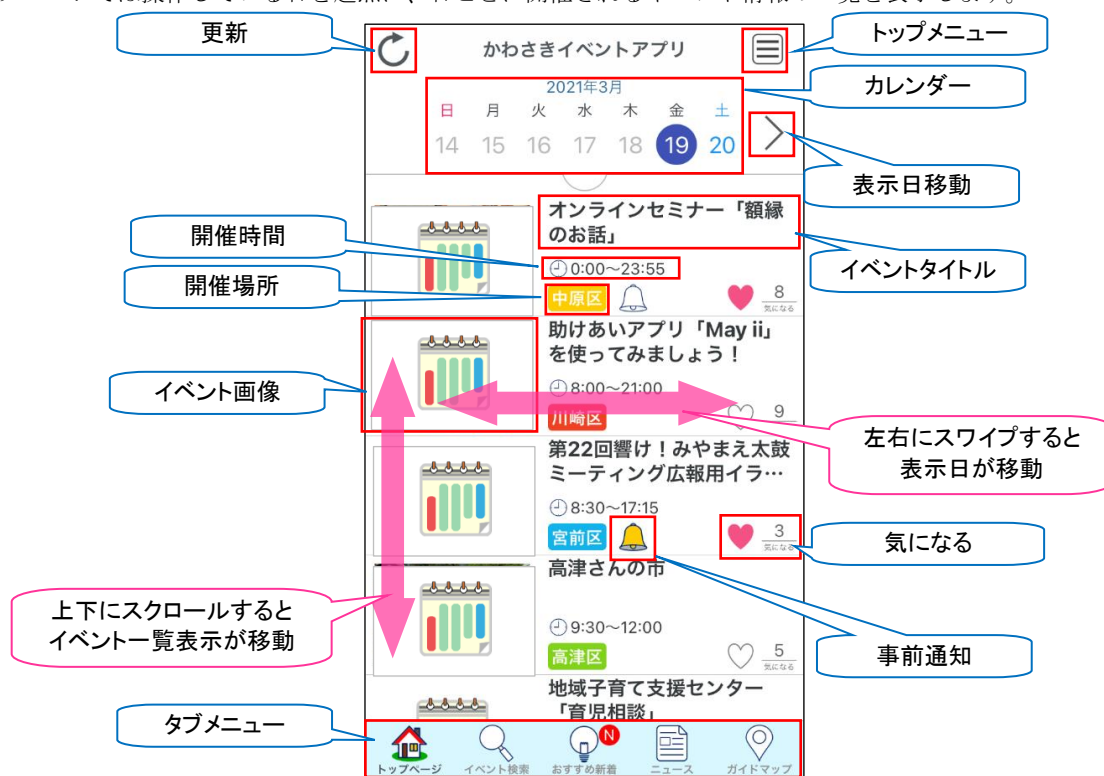 更新
トップメニュー
かわさきイベントアプリ
カレンダー
2021年3月
日 月 火 水 木 金 土
14 15 16 17 18 19 20
表示日移動
オンラインセミナー「額縁
のお話」
開催時間
0:00～23:55
イベントタイトル
開催場所
中原区
8
気になる
助けあいアプリ「May ii」
を使ってみましょう！
イベント画像
8:00～21:00
川崎区
9
左右にスワイプすると
表示日が移動
第22回響け！みやまえ太鼓
ミーティング広報用イラ…
8:30～17:15
宮前区
3
気になる
気になる
高津さんの市
上下にスクロールすると
イベント一覧表示が移動
9:30～12:00
高津区
5
気になる
事前通知
地域子育て支援センター
「育児相談」
タブメニュー
N
トップページ イベント検索 おすすめ新着 ニュース ガイドマップ